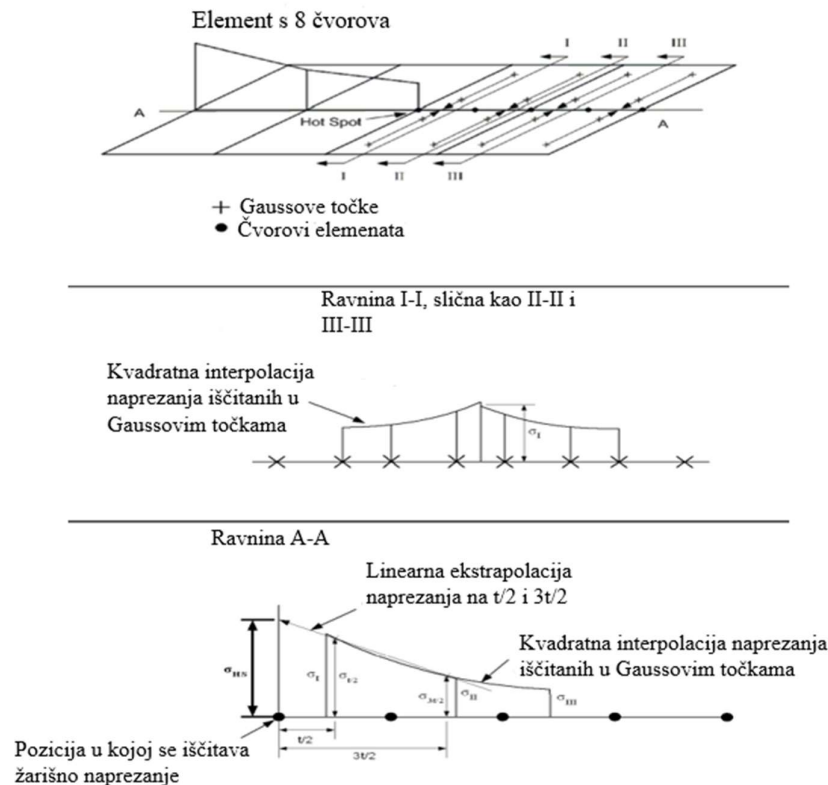 Element s 8 čvorova
I II III
A
Hot Spot
A
I II III
+ Gaussove točke
● Čvorovi elemenata
Ravnina I-I, slična kao II-II i
III-III
Kvadratna interpolacija
naprezanja iščitanih u
Gaussovim točkama
σI
Ravnina A-A
Linearna ekstrapolacija
naprezanja na t/2 i 3t/2
Kvadratna interpolacija naprezanja
iščitanih u Gaussovim točkama
σHS
σI σt/2
σ3t/2 σII
σIII
t/2
3t/2
Pozicija u kojoj se iščitava
žarišno naprezanje